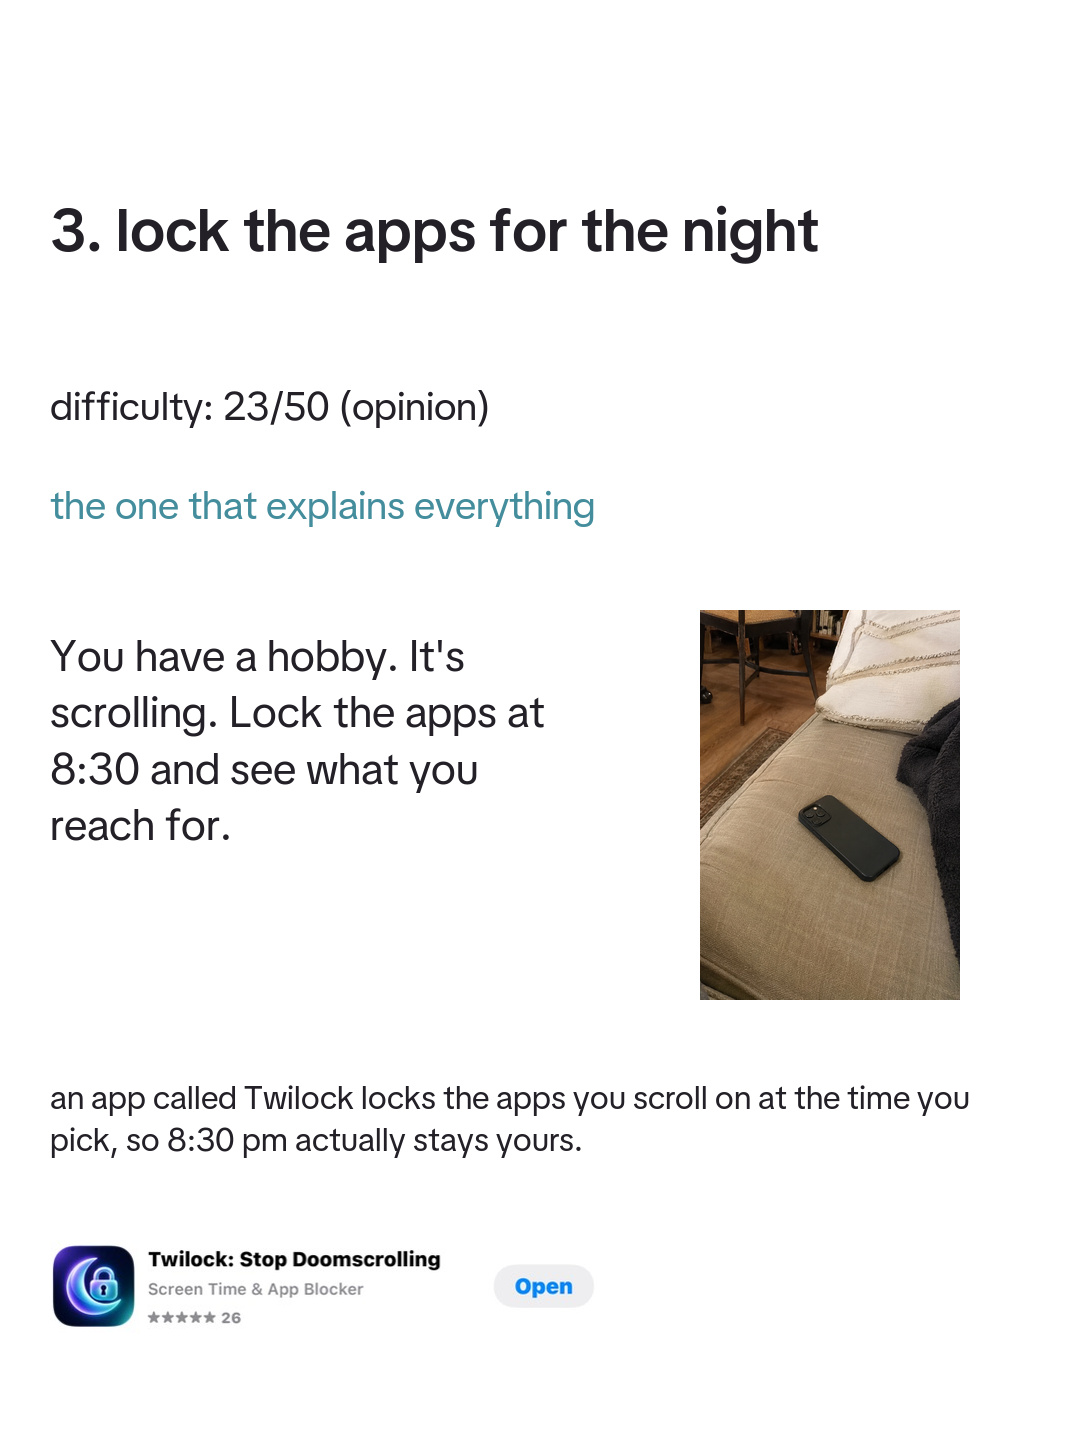 3. lock the apps for the night
difficulty: 23/50 (opinion)
the one that explains everything
You have a hobby. It's
scrolling. Lock the apps at
8:30 and see what you
reach for.
an app called Twilock locks the apps you scroll on at the time you
pick, so 8:30 pm actually stays yours.
Twilock: Stop Doomscrolling
Screen Time & App Blocker
★★★★★ 26
Open